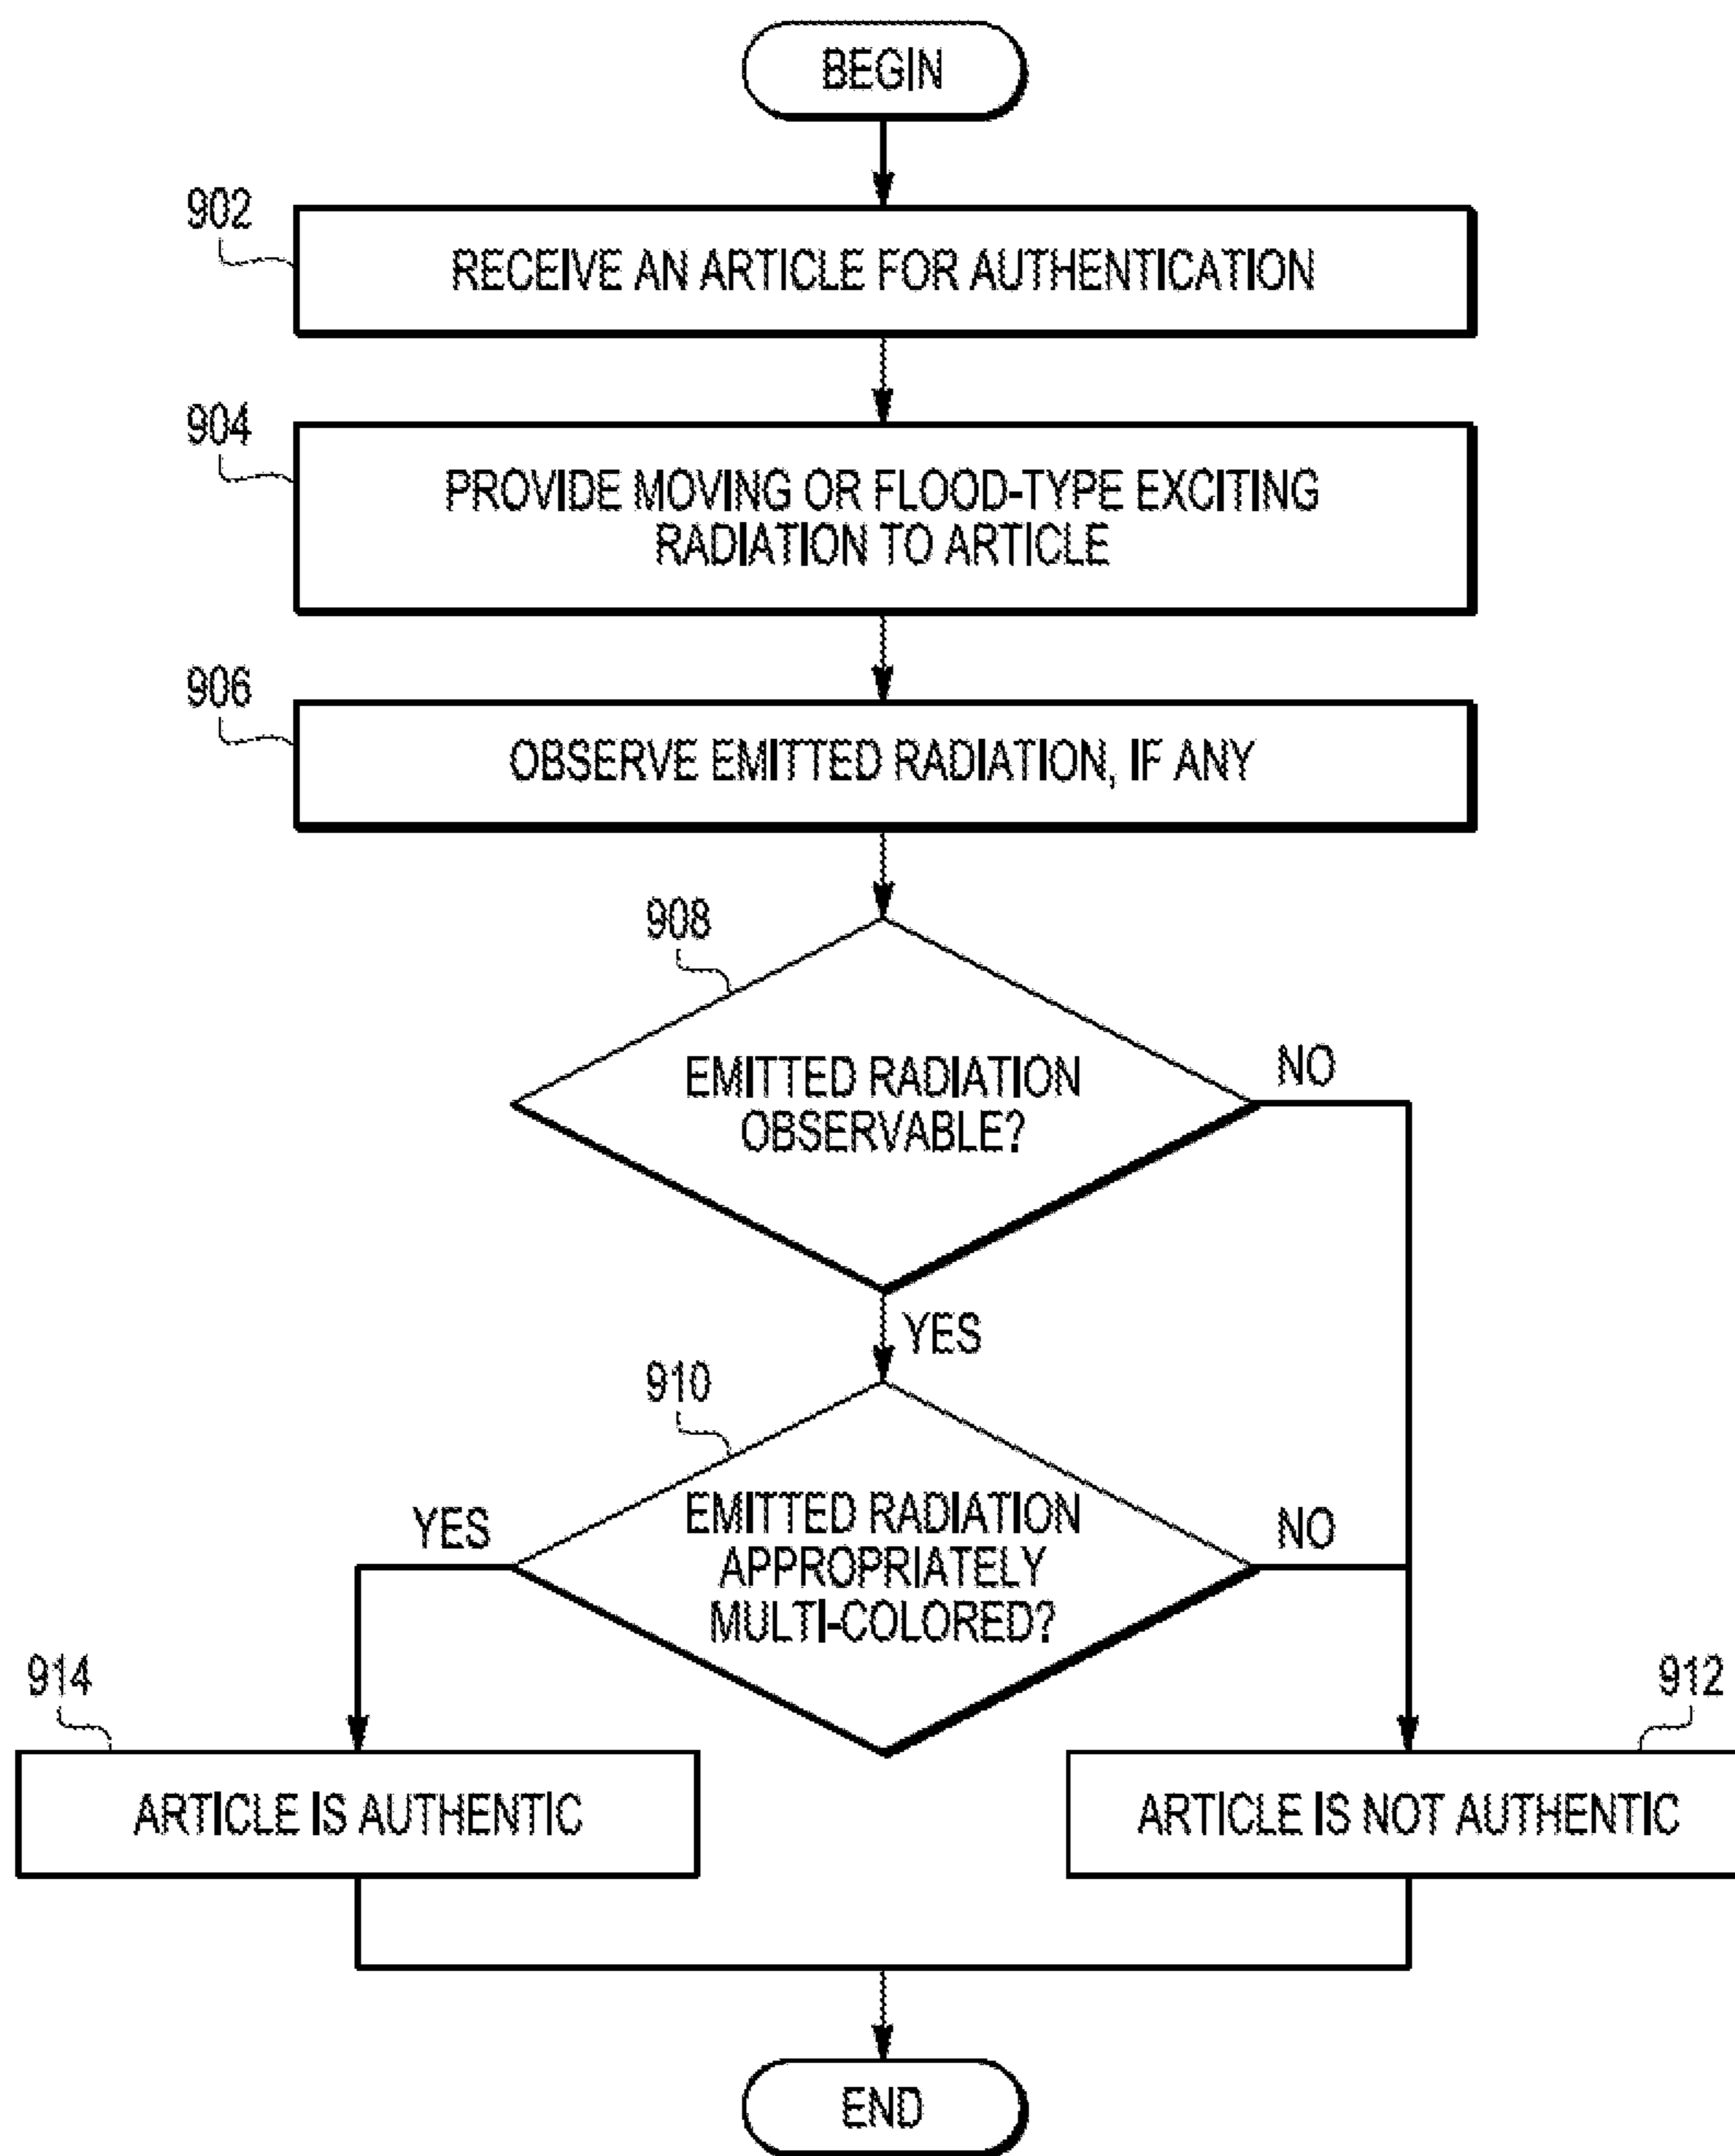 BEGIN
902
RECEIVE AN ARTICLE FOR AUTHENTICATION
904
PROVIDE MOVING OR FLOOD-TYPE EXCITING
RADIATION TO ARTICLE
906
OBSERVE EMITTED RADIATION, IF ANY
908
EMITTED RADIATION
OBSERVABLE?
NO
YES
910
EMITTED RADIATION
APPROPRIATELY
MULTI-COLORED?
YES
NO
914
ARTICLE IS AUTHENTIC
912
ARTICLE IS NOT AUTHENTIC
END